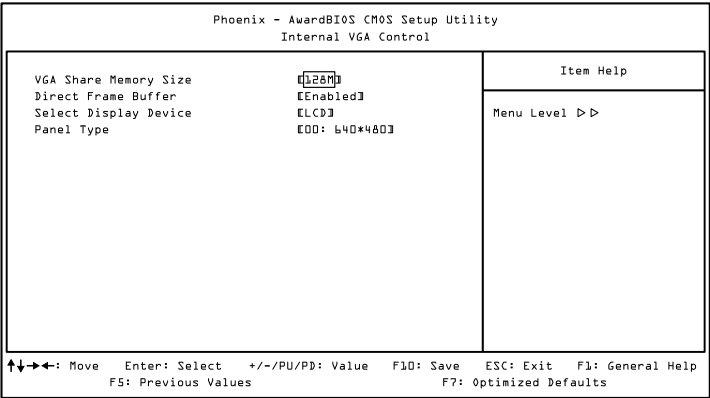 Phoenix - AwardBIOS CMOS Setup Utility
Internal VGA Control
VGA Share Memory Size [128M]
Direct Frame Buffer [Enabled]
Select Display Device [LCD]
Panel Type [00: 640*480]
Item Help
Menu Level ▷▷
↑↓→←: Move Enter: Select +/-/PU/PD: Value F10: Save ESC: Exit F1: General Help
F5: Previous Values F7: Optimized Defaults